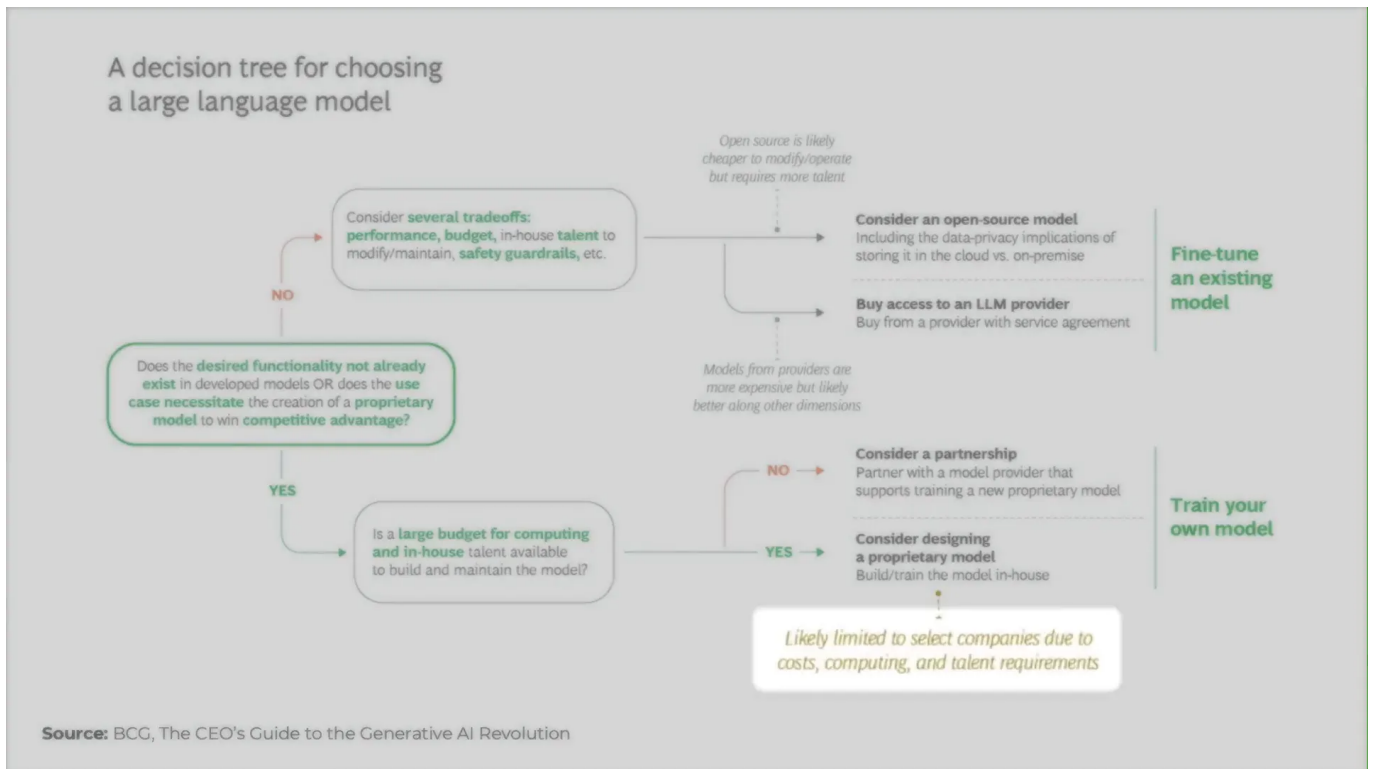 A decision tree for choosing
a large language model
Open source is likely
cheaper to modify/operate
but requires more talent
Consider several tradeoffs:
performance, budget, in-house talent to
modify/maintain, safety guardrails, etc.
Consider an open-source model
Including the data-privacy implications of
storing it in the cloud vs. on-premise
Fine-tune
an existing
model
NO
Buy access to an LLM provider
Buy from a provider with service agreement
Does the desired functionality not already
exist in developed models OR does the use
case necessitate the creation of a proprietary
model to win competitive advantage?
Models from providers are
more expensive but likely
better along other dimensions
YES
Is a large budget for computing
and in-house talent available
to build and maintain the model?
NO
Consider a partnership
Partner with a model provider that
supports training a new proprietary model
Train your
own model
YES
Consider designing
a proprietary model
Build/train the model in-house
Likely limited to select companies due to
costs, computing, and talent requirements
Source: BCG, The CEO's Guide to the Generative AI Revolution